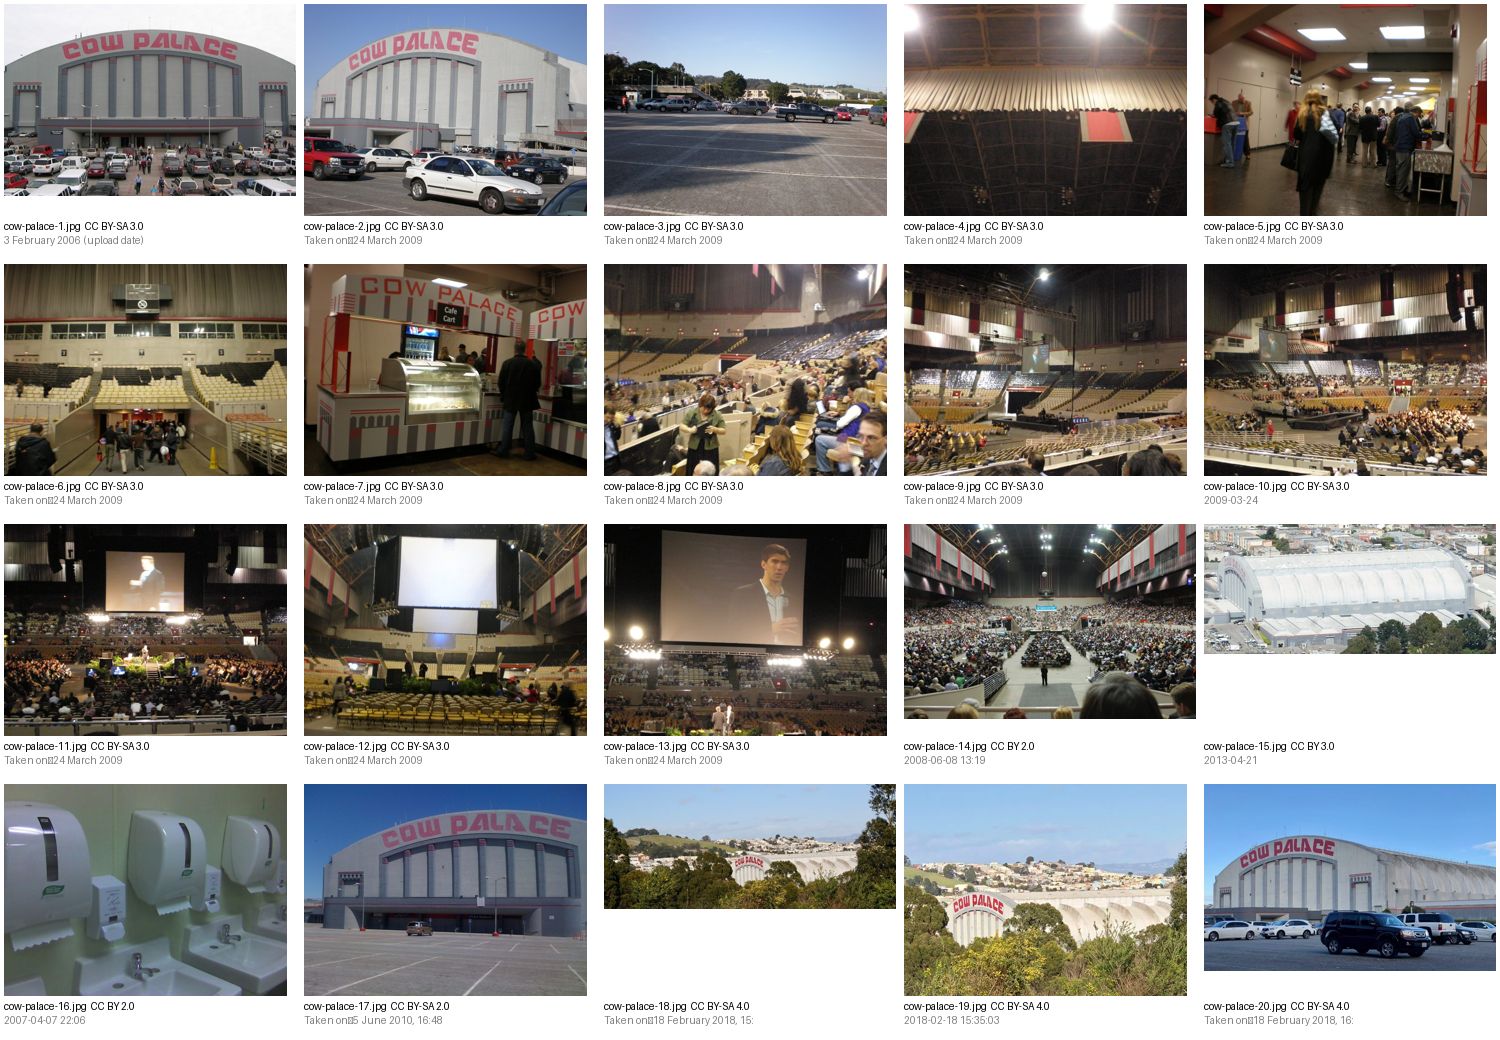 COW PALACE
COW PALACE
cow-palace-1.jpg CC BY-SA 3.0
3 February 2006 (upload date)
cow-palace-2.jpg CC BY-SA 3.0
Taken on 24 March 2009
cow-palace-3.jpg CC BY-SA 3.0
Taken on 24 March 2009
cow-palace-4.jpg CC BY-SA 3.0
Taken on 24 March 2009
cow-palace-5.jpg CC BY-SA 3.0
Taken on 24 March 2009
COW PALACE
COW
Cafe
Cart
cow-palace-6.jpg CC BY-SA 3.0
Taken on 24 March 2009
cow-palace-7.jpg CC BY-SA 3.0
Taken on 24 March 2009
cow-palace-8.jpg CC BY-SA 3.0
Taken on 24 March 2009
cow-palace-9.jpg CC BY-SA 3.0
Taken on 24 March 2009
cow-palace-10.jpg CC BY-SA 3.0
2009-03-24
cow-palace-11.jpg CC BY-SA 3.0
Taken on 24 March 2009
cow-palace-12.jpg CC BY-SA 3.0
Taken on 24 March 2009
cow-palace-13.jpg CC BY-SA 3.0
Taken on 24 March 2009
cow-palace-14.jpg CC BY 2.0
2008-06-08 13:19
cow-palace-15.jpg CC BY 3.0
2013-04-21
COW PALACE
COW PALACE
COW PALACE
COW PALACE
cow-palace-16.jpg CC BY 2.0
2007-04-07 22:06
cow-palace-17.jpg CC BY-SA 2.0
Taken on 5 June 2010, 16:48
cow-palace-18.jpg CC BY-SA 4.0
Taken on 18 February 2018, 15:
cow-palace-19.jpg CC BY-SA 4.0
2018-02-18 15:35:03
cow-palace-20.jpg CC BY-SA 4.0
Taken on 18 February 2018, 16: